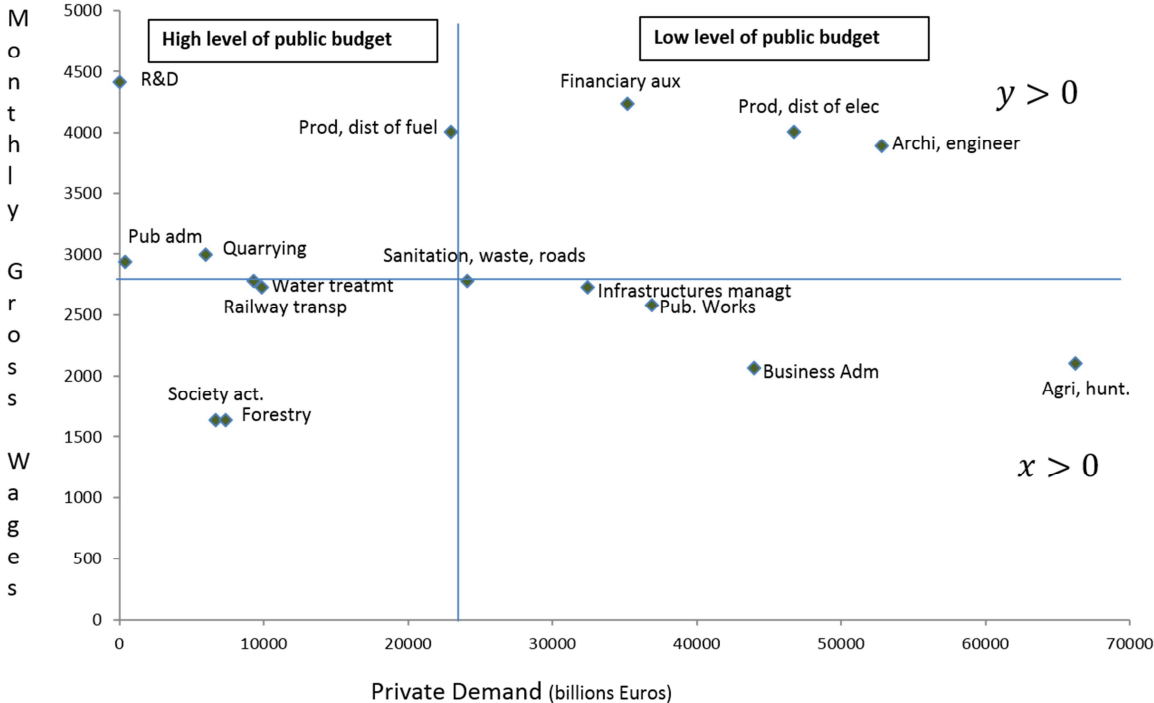 Monthly Gross Wages
5000
4500
4000
3500
3000
2500
2000
1500
1000
500
0
High level of public budget
Low level of public budget
R&D
Financiary aux
y > 0
Prod, dist of elec
Prod, dist of fuel
Archi, engineer
Pub adm
Quarrying
Sanitation, waste, roads
Water treatmt
Infrastructures managt
Railway transp
Pub. Works
Business Adm
Agri, hunt.
Society act.
Forestry
x > 0
0 10000 20000 30000 40000 50000 60000 70000
Private Demand (billions Euros)